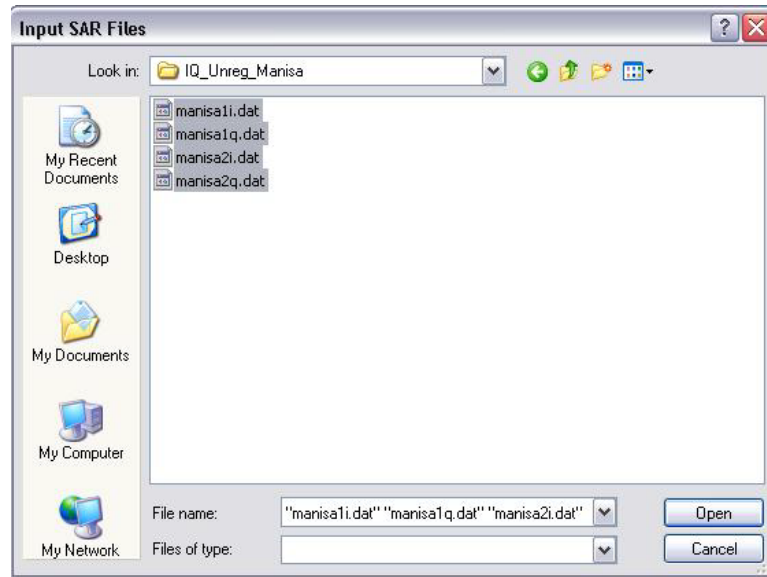 Input SAR Files
Look in: IQ_Unreg_Manisa
My Recent
Documents
Desktop
My Documents
My Computer
My Network
manisa1i.dat
manisa1q.dat
manisa2i.dat
manisa2q.dat
File name: "manisa1i.dat" "manisa1q.dat" "manisa2i.dat" Open
Files of type: Cancel